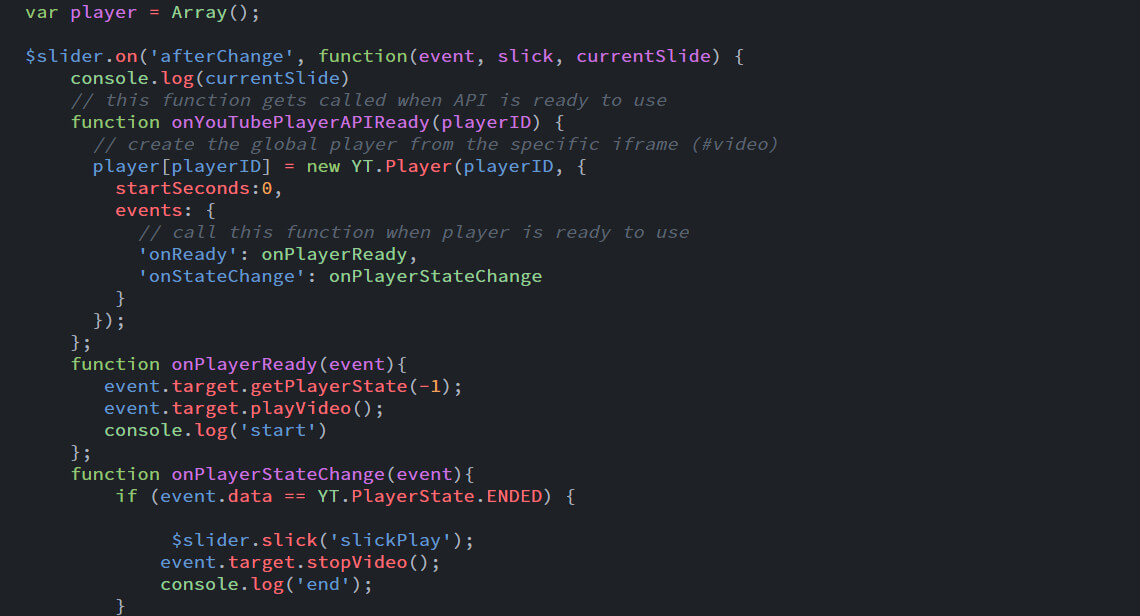 var player = Array();
$slider.on('afterChange', function(event, slick, currentSlide) {
console.log(currentSlide)
// this function gets called when API is ready to use
function onYouTubePlayerAPIReady(playerID) {
// create the global player from the specific iframe (#video)
player[playerID] = new YT.Player(playerID, {
startSeconds:0,
events: {
// call this function when player is ready to use
'onReady': onPlayerReady,
'onStateChange': onPlayerStateChange
}
});
};
function onPlayerReady(event){
event.target.getPlayerState(-1);
event.target.playVideo();
console.log('start')
};
function onPlayerStateChange(event){
if (event.data == YT.PlayerState.ENDED) {
$slider.slick('slickPlay');
event.target.stopVideo();
console.log('end');
}